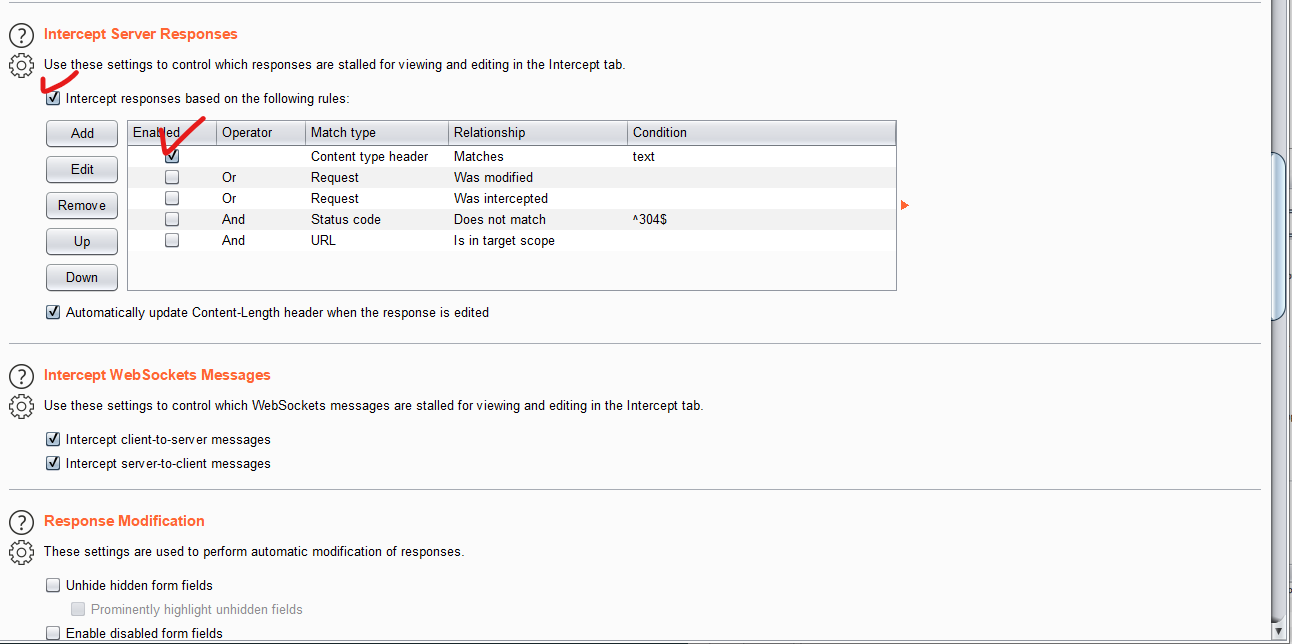 Intercept Server Responses
Use these settings to control which responses are stalled for viewing and editing in the Intercept tab.
Intercept responses based on the following rules:
Add
Edit
Remove
Up
Down
Enabled Operator Match type Relationship Condition
Content type header Matches text
Or Request Was modified
Or Request Was intercepted
And Status code Does not match ^304$
And URL Is in target scope
Automatically update Content-Length header when the response is edited
Intercept WebSockets Messages
Use these settings to control which WebSockets messages are stalled for viewing and editing in the Intercept tab.
Intercept client-to-server messages
Intercept server-to-client messages
Response Modification
These settings are used to perform automatic modification of responses.
Unhide hidden form fields
Prominently highlight unhidden fields
Enable disabled form fields